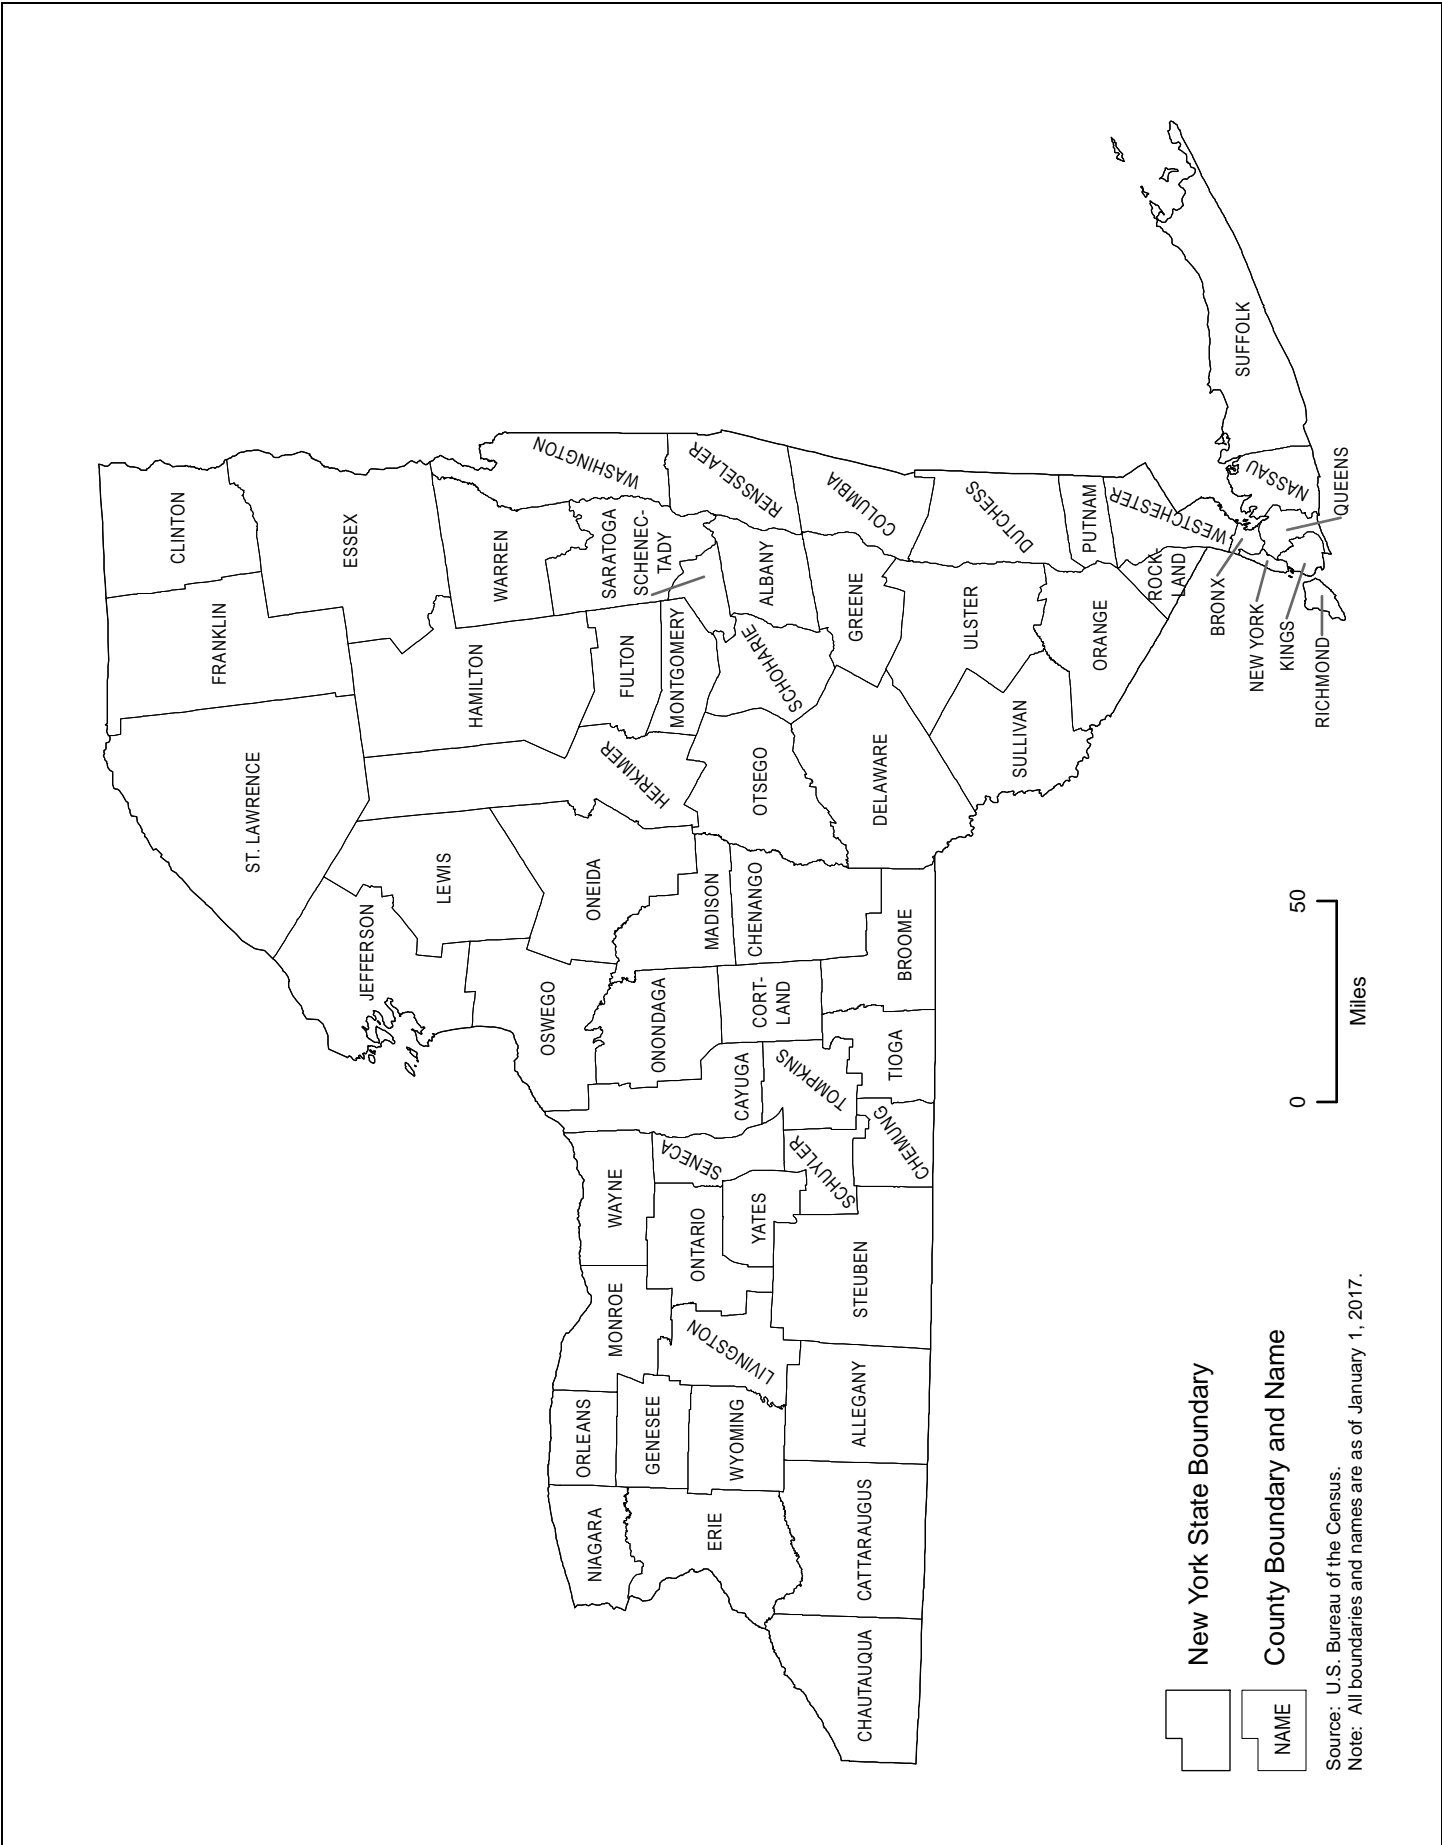 CLINTON
FRANKLIN
ST. LAWRENCE
ESSEX
JEFFERSON
LEWIS
HAMILTON
WARREN
WASHINGTON
HERKIMER
ONEIDA
OSWEGO
FULTON
SARATOGA
SCHENEC-
TADY
MONTGOMERY
RENSSELAER
ALBANY
SCHOHARIE
OTSEGO
MADISON
CHENANGO
ONONDAGA
CORT-
LAND
CAYUGA
TOMPKINS
SENECA
WAYNE
ONTARIO
YATES
SCHUYLER
MONROE
LIVINGSTON
ORLEANS
GENESEE
WYOMING
NIAGARA
ERIE
CHAUTAUQUA
CATTARAUGUS
ALLEGANY
STEUBEN
CHEMUNG
TIOGA
BROOME
DELAWARE
GREENE
COLUMBIA
ULSTER
DUTCHESS
SULLIVAN
ORANGE
PUTNAM
ROCK-
LAND
WESTCHESTER
BRONX
NEW YORK
KINGS
RICHMOND
QUEENS
NASSAU
SUFFOLK
0
50
Miles
New York State Boundary
NAME
County Boundary and Name
Source: U.S. Bureau of the Census.
Note: All boundaries and names are as of January 1, 2017.